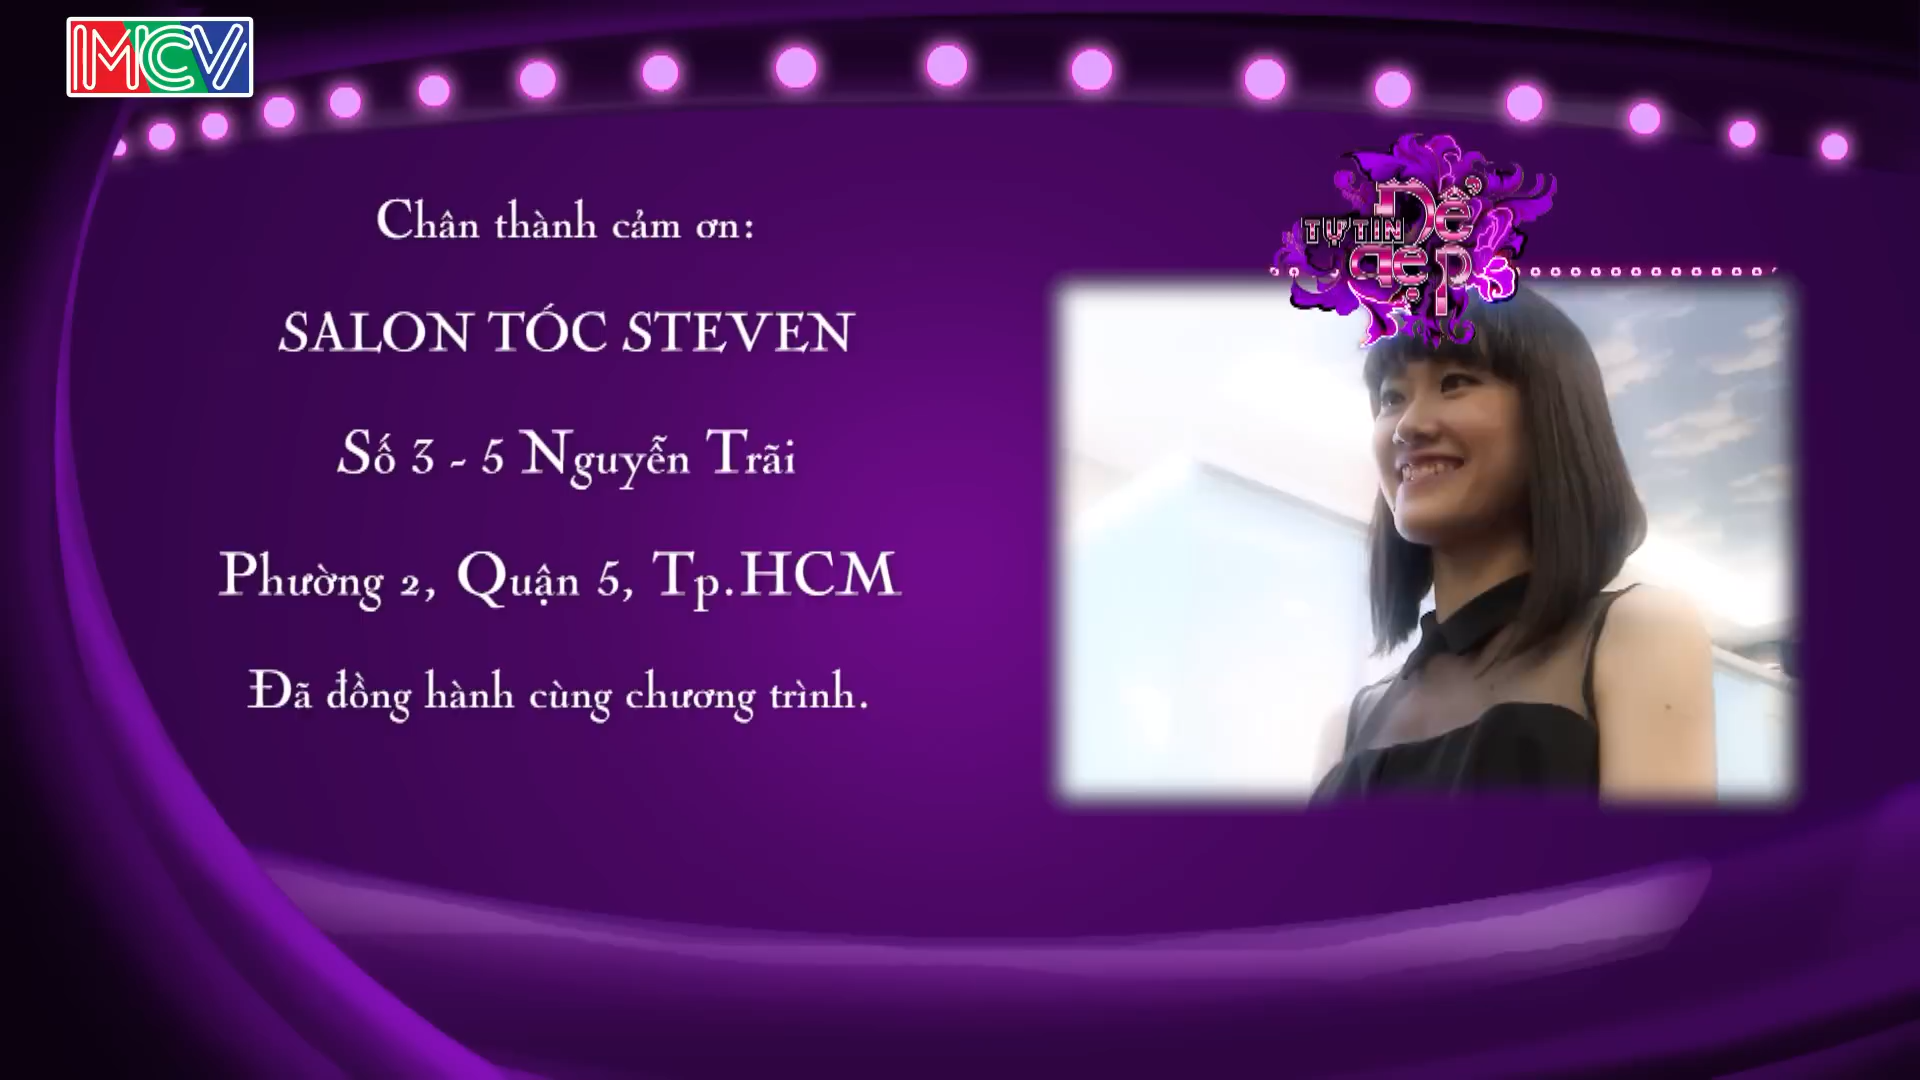 MCV
Chân thành cảm ơn:
SALON TÓC STEVEN
Số 3 - 5 Nguyễn Trãi
Phường 2, Quận 5, Tp.HCM
Đã đồng hành cùng chương trình.
TỰ TIN Để
đẹp